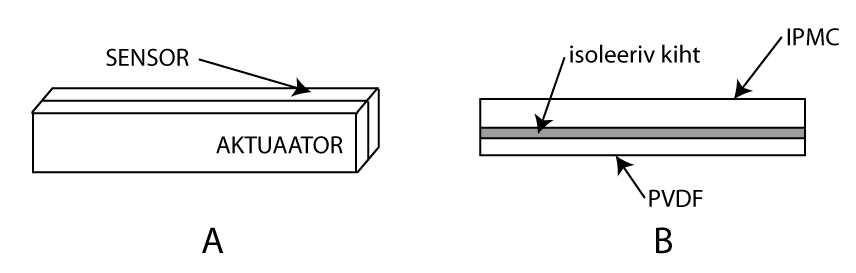 SENSOR
AKTUAATOR
A
isoleeriv kiht
IPMC
PVDF
B